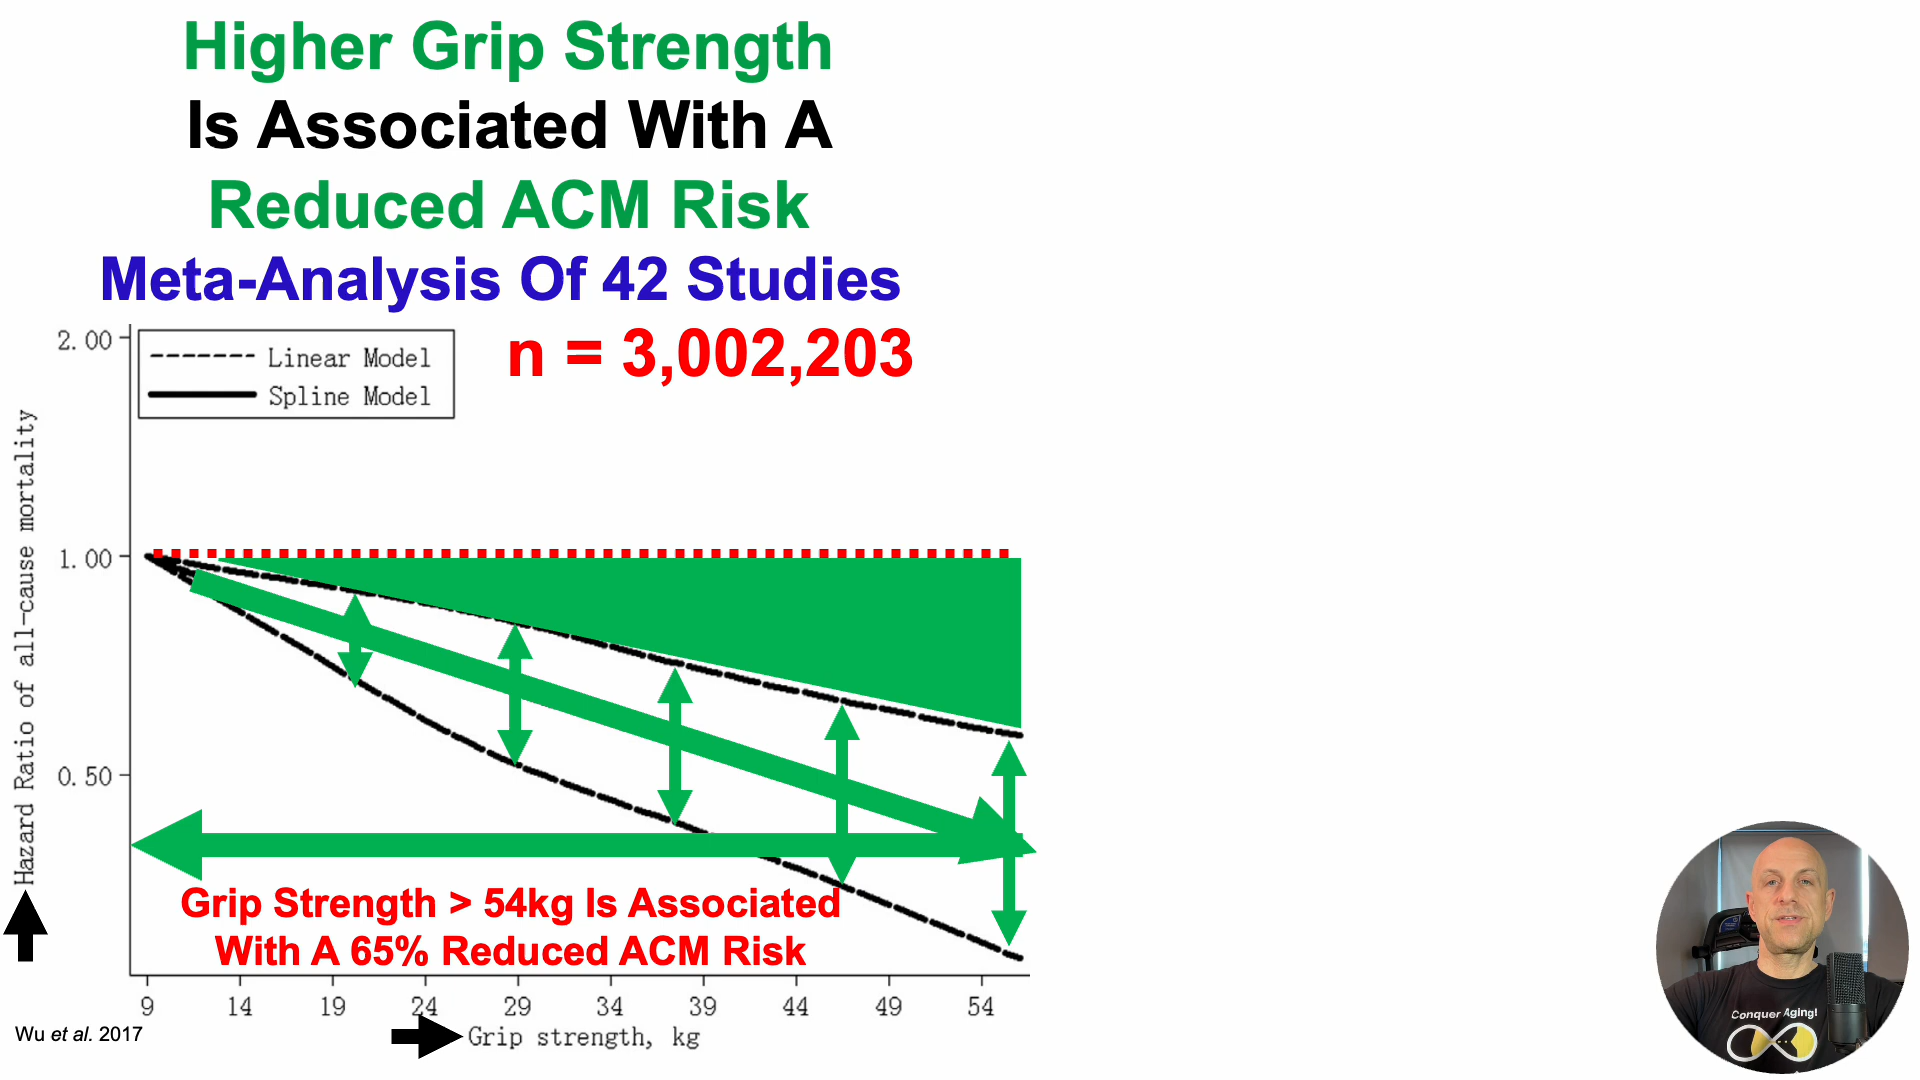 Higher Grip Strength
Is Associated With A
Reduced ACM Risk
Meta-Analysis Of 42 Studies
n = 3,002,203
2.00
Linear Model
Spline Model
Hazard Ratio of all-cause mortality
1.00
0.50
Grip Strength > 54kg Is Associated
With A 65% Reduced ACM Risk
9 14 19 24 29 34 39 44 49 54
Grip strength, kg
Wu et al. 2017
Conquer Aging!